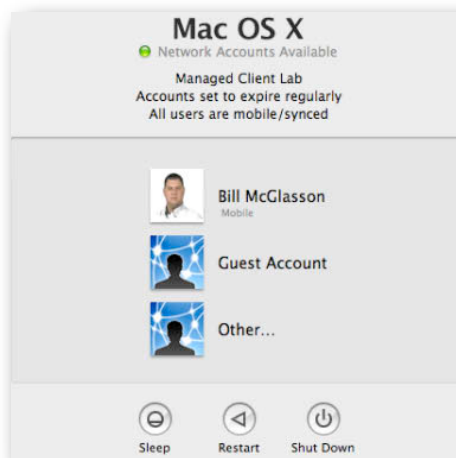 Mac OS X
Network Accounts Available
Managed Client Lab
Accounts set to expire regularly
All users are mobile/synced
Bill McGlasson
Mobile
Guest Account
Other...
Sleep Restart Shut Down